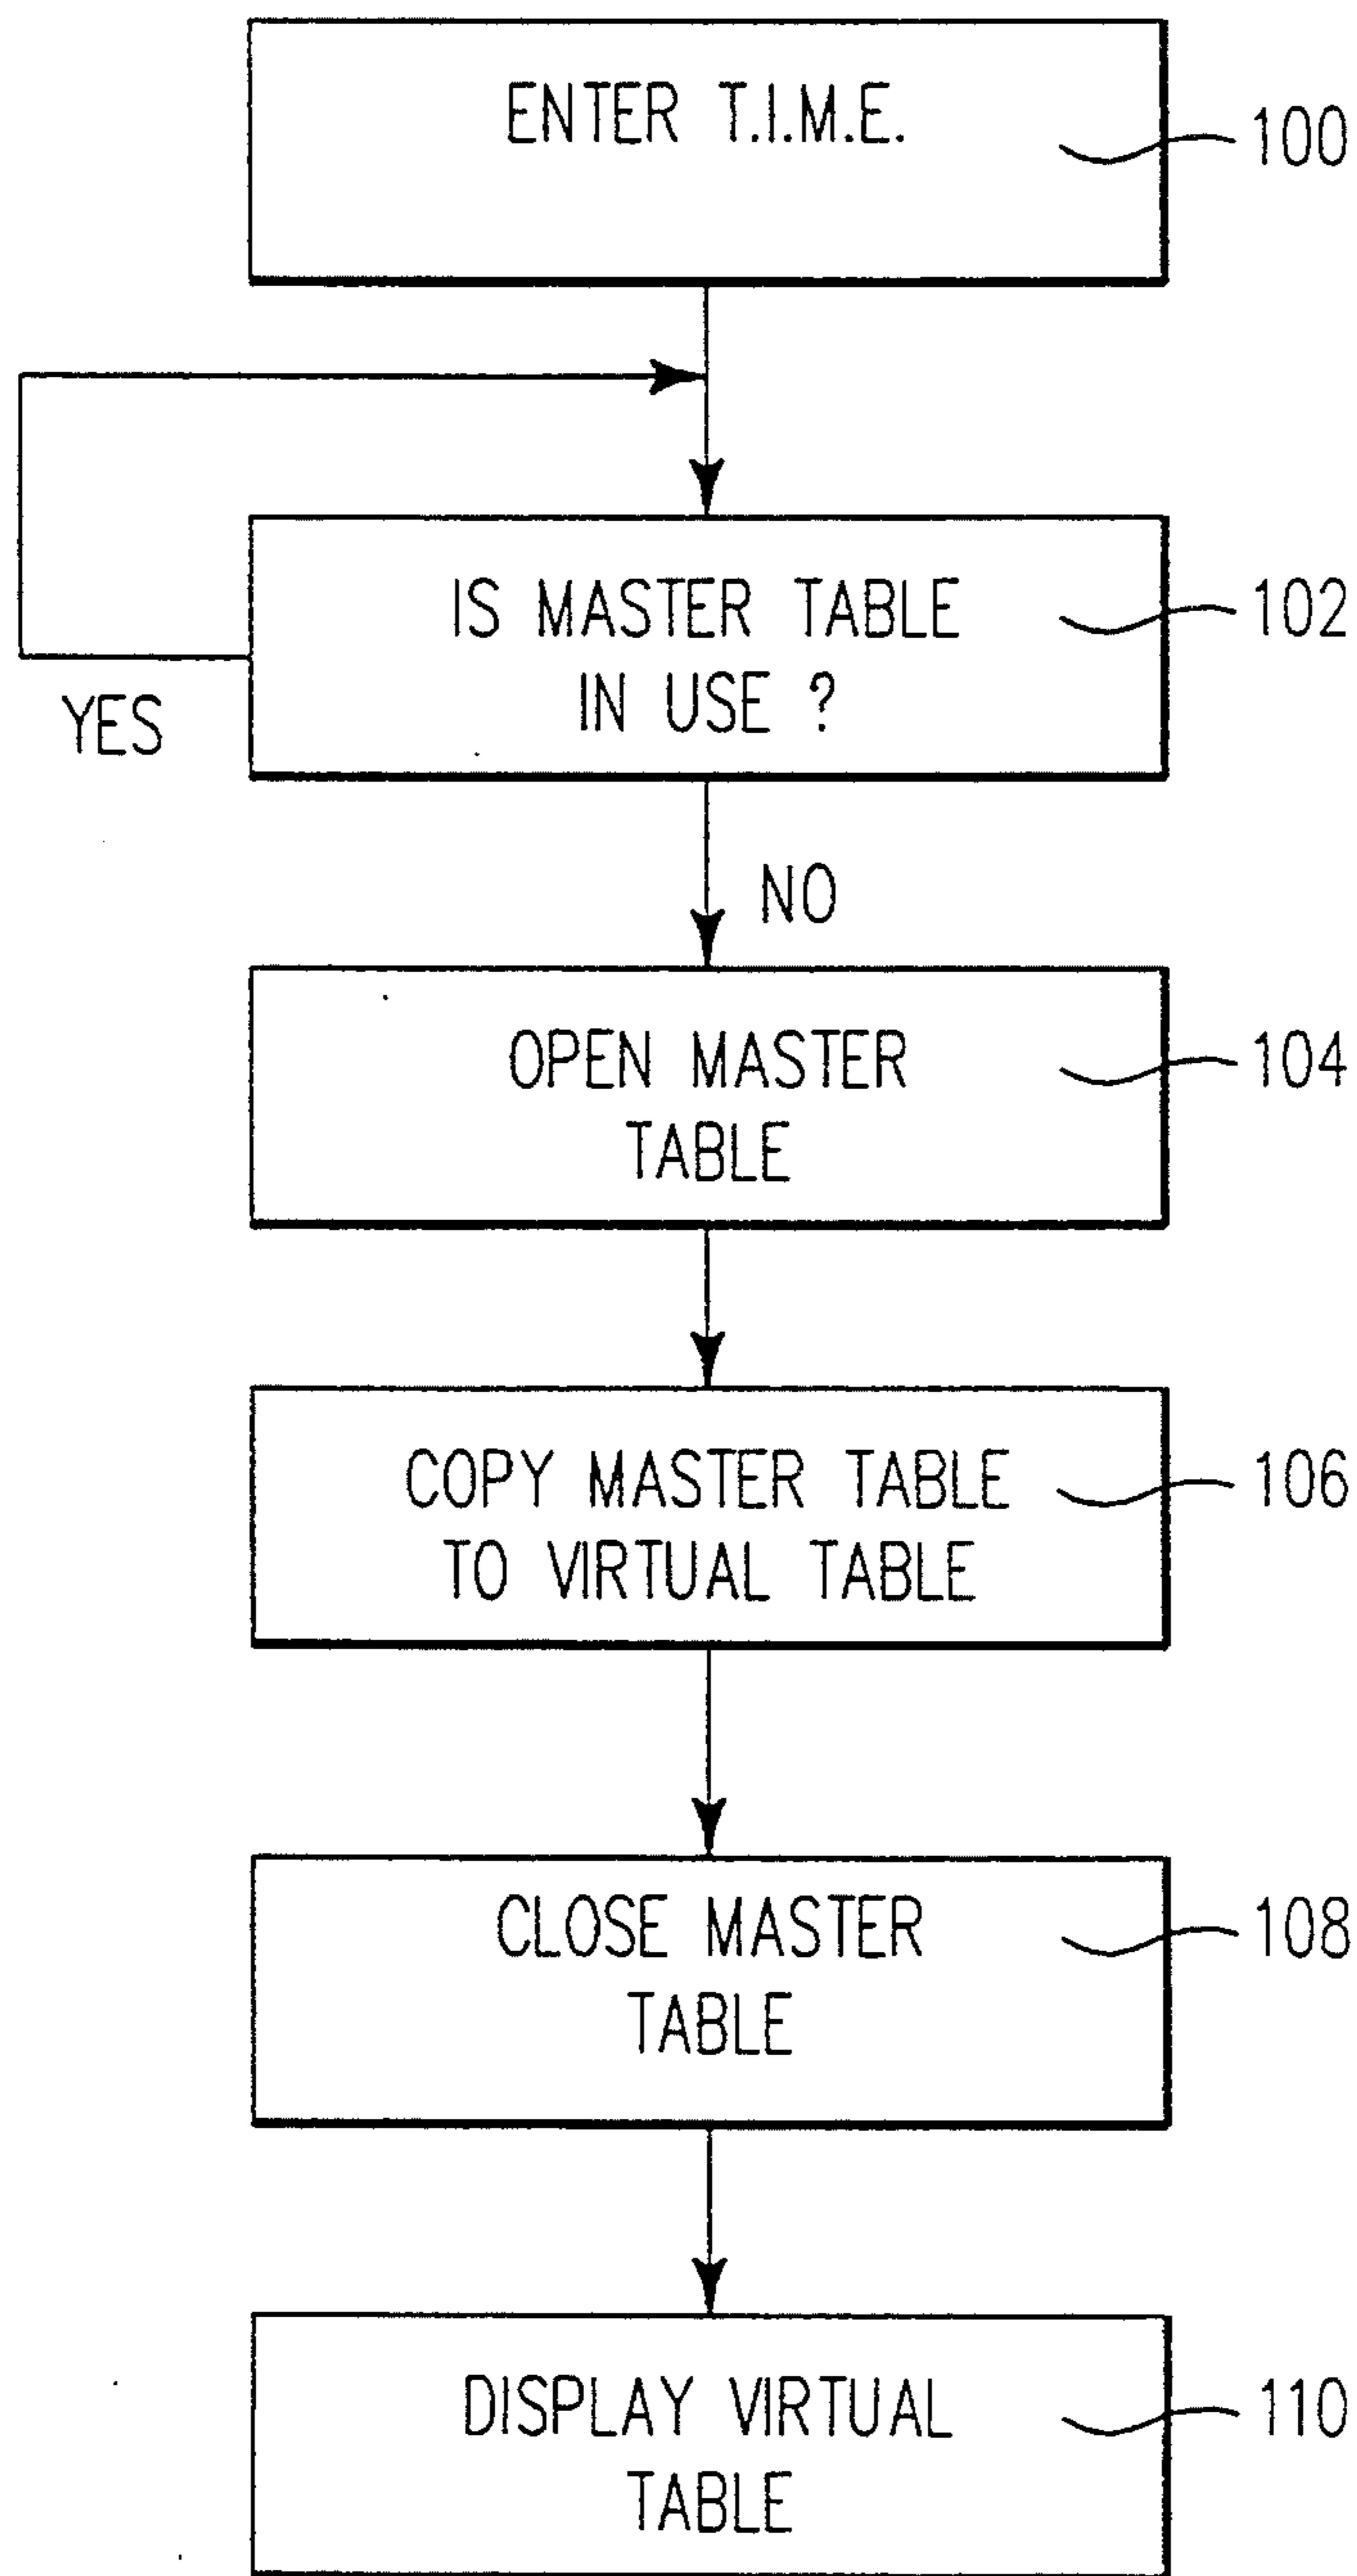 ENTER T.I.M.E.
100
IS MASTER TABLE
IN USE ?
102
YES
NO
OPEN MASTER
TABLE
104
COPY MASTER TABLE
TO VIRTUAL TABLE
106
CLOSE MASTER
TABLE
108
DISPLAY VIRTUAL
TABLE
110